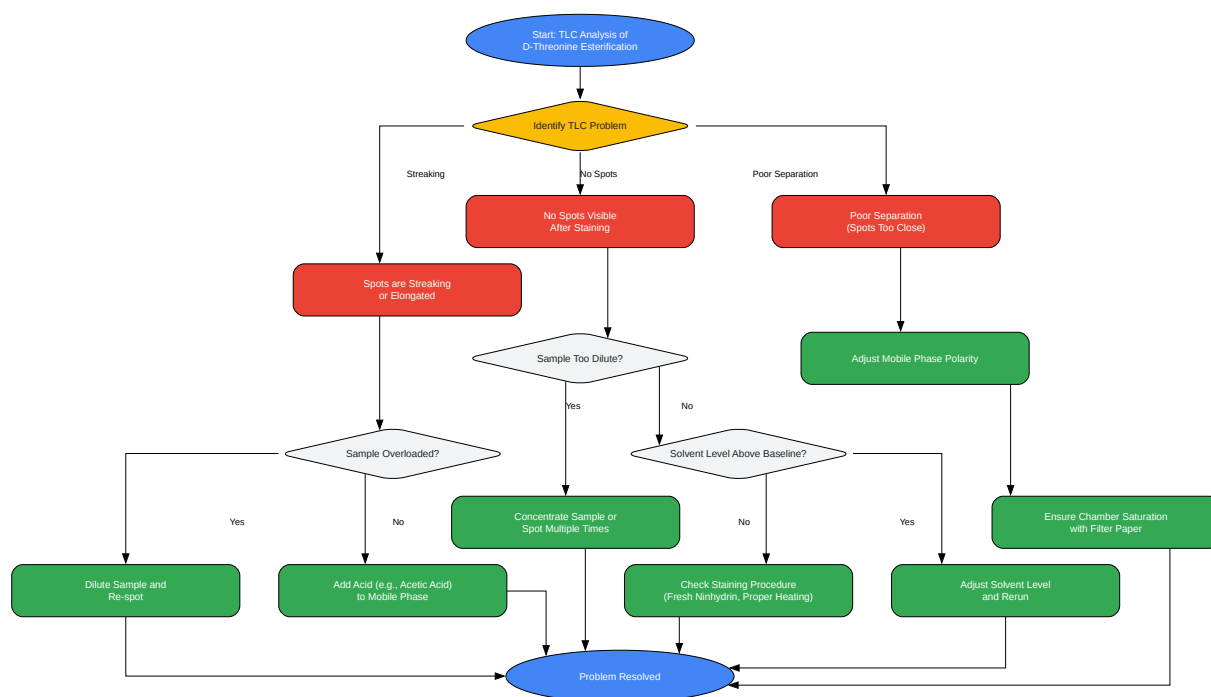 Start: TLC Analysis of
D-Threonine Esterification
Identify TLC Problem
Streaking
No Spots
Poor Separation
No Spots Visible
After Staining
Poor Separation
(Spots Too Close)
Spots are Streaking
or Elongated
Sample Too Dilute?
Adjust Mobile Phase Polarity
Yes
No
Sample Overloaded?
Solvent Level Above Baseline?
Yes
No
Concentrate Sample or
Spot Multiple Times
No
Yes
Ensure Chamber Saturation
with Filter Paper
Dilute Sample and
Re-spot
Add Acid (e.g., Acetic Acid)
to Mobile Phase
Check Staining Procedure
(Fresh Ninhydrin, Proper Heating)
Adjust Solvent Level
and Rerun
Problem Resolved